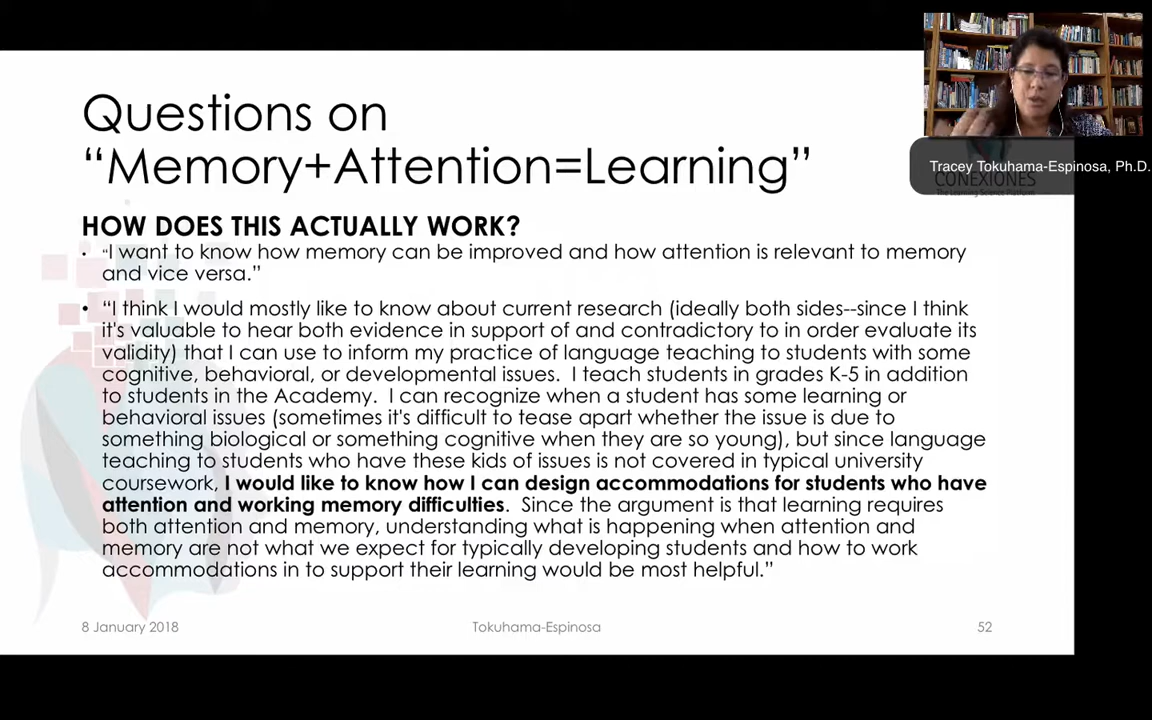 Questions on
“Memory+Attention=Learning”
Tracey Tokuhama-Espinosa, Ph.D.
CONEXIONES
The Learning Science Platform
HOW DOES THIS ACTUALLY WORK?
• “I want to know how memory can be improved and how attention is relevant to memory
and vice versa.”
• “I think I would mostly like to know about current research (ideally both sides--since I think
it's valuable to hear both evidence in support of and contradictory to in order evaluate its
validity) that I can use to inform my practice of language teaching to students with some
cognitive, behavioral, or developmental issues.  I teach students in grades K-5 in addition
to students in the Academy.  I can recognize when a student has some learning or
behavioral issues (sometimes it's difficult to tease apart whether the issue is due to
something biological or something cognitive when they are so young), but since language
teaching to students who have these kids of issues is not covered in typical university
coursework, I would like to know how I can design accommodations for students who have
attention and working memory difficulties.  Since the argument is that learning requires
both attention and memory, understanding what is happening when attention and
memory are not what we expect for typically developing students and how to work
accommodations in to support their learning would be most helpful.”
8 January 2018
Tokuhama-Espinosa
52